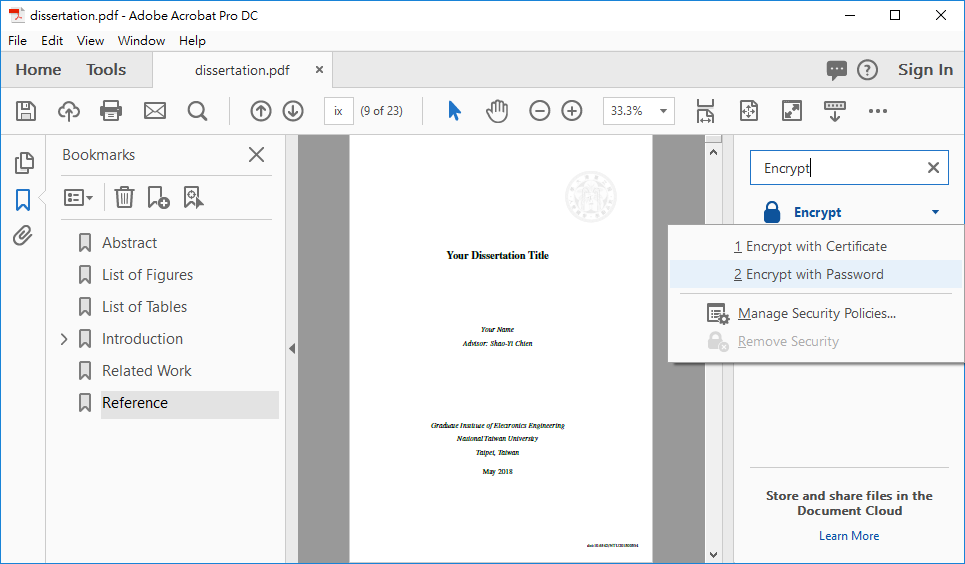 dissertation.pdf - Adobe Acrobat Pro DC
File Edit View Window Help
Home Tools dissertation.pdf × Sign In
ix (9 of 23) 33.3%
Bookmarks
Abstract
List of Figures
List of Tables
Introduction
Related Work
Reference
Your Dissertation Title
Your Name
Advisor: Shao-Yi Chien
Graduate Institute of Electronics Engineering
National Taiwan University
Taipei, Taiwan
May 2018
Encrypt
Encrypt
1 Encrypt with Certificate
2 Encrypt with Password
Manage Security Policies...
Remove Security
Store and share files in the
Document Cloud
Learn More